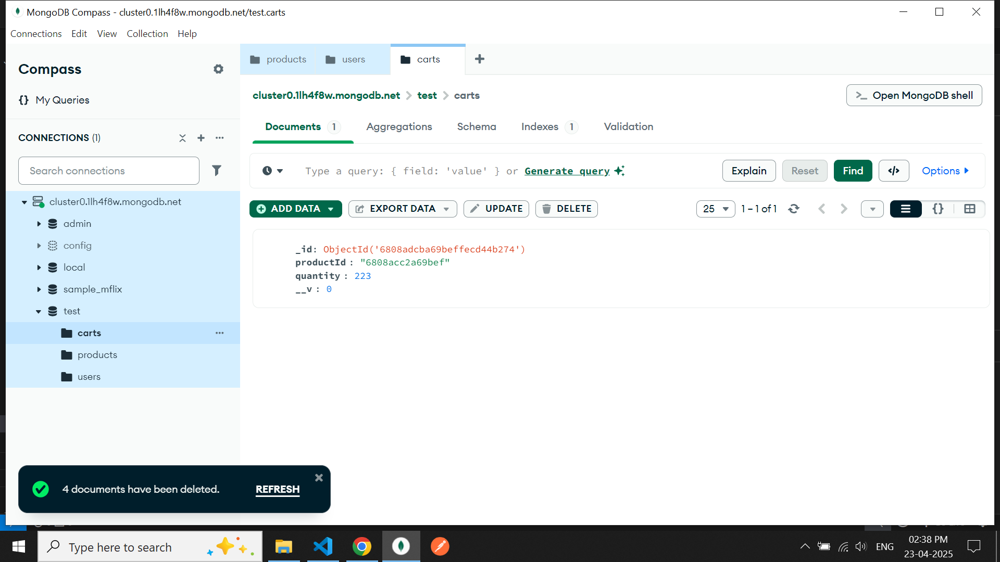 MongoDB Compass - cluster0.1lh4f8w.mongodb.net/test.carts
Connections Edit View Collection Help
Compass
{} My Queries
CONNECTIONS (1)
Search connections
cluster0.1lh4f8w.mongodb.net
admin
config
local
sample_mflix
test
carts
products
users
products users carts
cluster0.1lh4f8w.mongodb.net > test > carts
>_ Open MongoDB shell
Documents 1 Aggregations Schema Indexes 1 Validation
Type a query: { field: 'value' } or Generate query
Explain Reset Find </> Options
ADD DATA EXPORT DATA UPDATE DELETE
25 1 – 1 of 1 {}
_id: ObjectId('6808adcba69beffecd44b274')
productId : "6808acc2a69bef"
quantity : 223
__v : 0
4 documents have been deleted. REFRESH
Type here to search
ENG
02:38 PM
23-04-2025